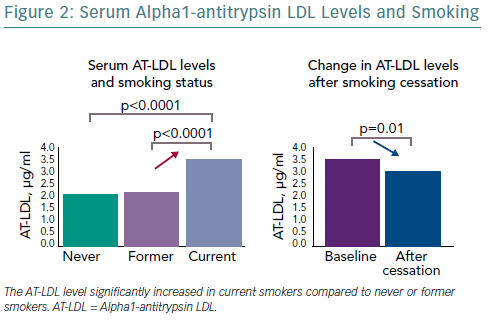 Figure 2: Serum Alpha1-antitrypsin LDL Levels and Smoking
Serum AT-LDL levels
and smoking status
p<0.0001
p<0.0001
AT-LDL, µg/ml
4.0
3.5
3.0
2.5
2.0
1.5
1.0
0.5
0.0
Never Former Current
Change in AT-LDL levels
after smoking cessation
p=0.01
AT-LDL, µg/ml
4.0
3.5
3.0
2.5
2.0
1.5
1.0
0.5
0.0
Baseline After
cessation
The AT-LDL level significantly increased in current smokers compared to never or former
smokers. AT-LDL = Alpha1-antitrypsin LDL.